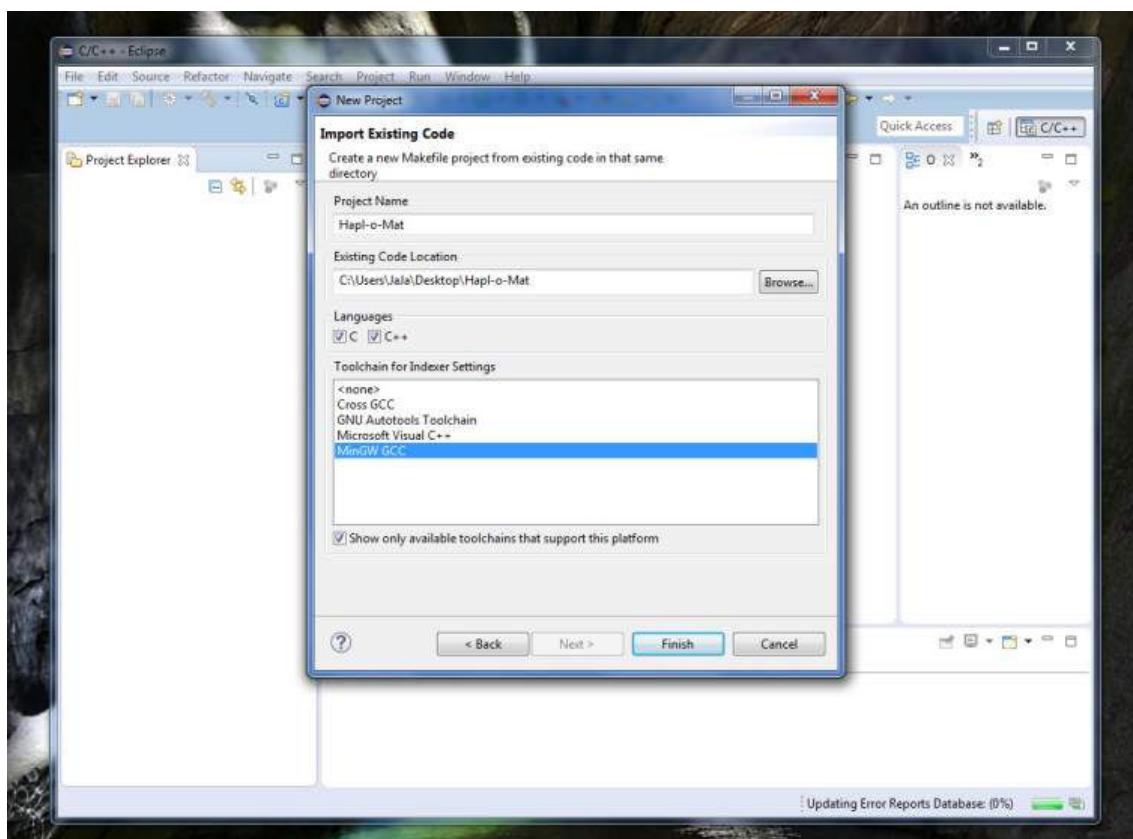 C/C++ - Eclipse
File Edit Source Refactor Navigate Search Project Run Window Help
Quick Access
C/C++
Project Explorer
O
»2
An outline is not available.
New Project
Import Existing Code
Create a new Makefile project from existing code in that same
directory
Project Name
Hapl-o-Mat
Existing Code Location
C:\Users\JaJa\Desktop\Hapl-o-Mat
Browse...
Languages
C C++
Toolchain for Indexer Settings
<none>
Cross GCC
GNU Autotools Toolchain
Microsoft Visual C++
MinGW GCC
Show only available toolchains that support this platform
?
< Back Next > Finish Cancel
Updating Error Reports Database: (0%)